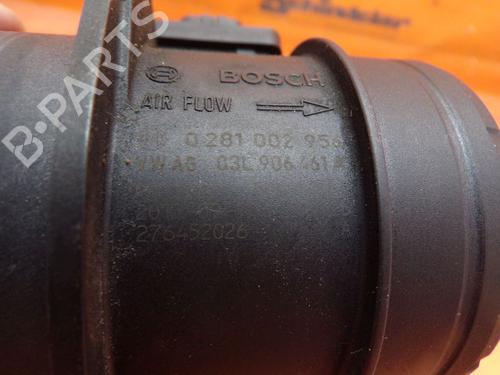 BOSCH
AIR FLOW
0 281 002 956
VW AG 03L 906 461 A
276452026
B-PARTS